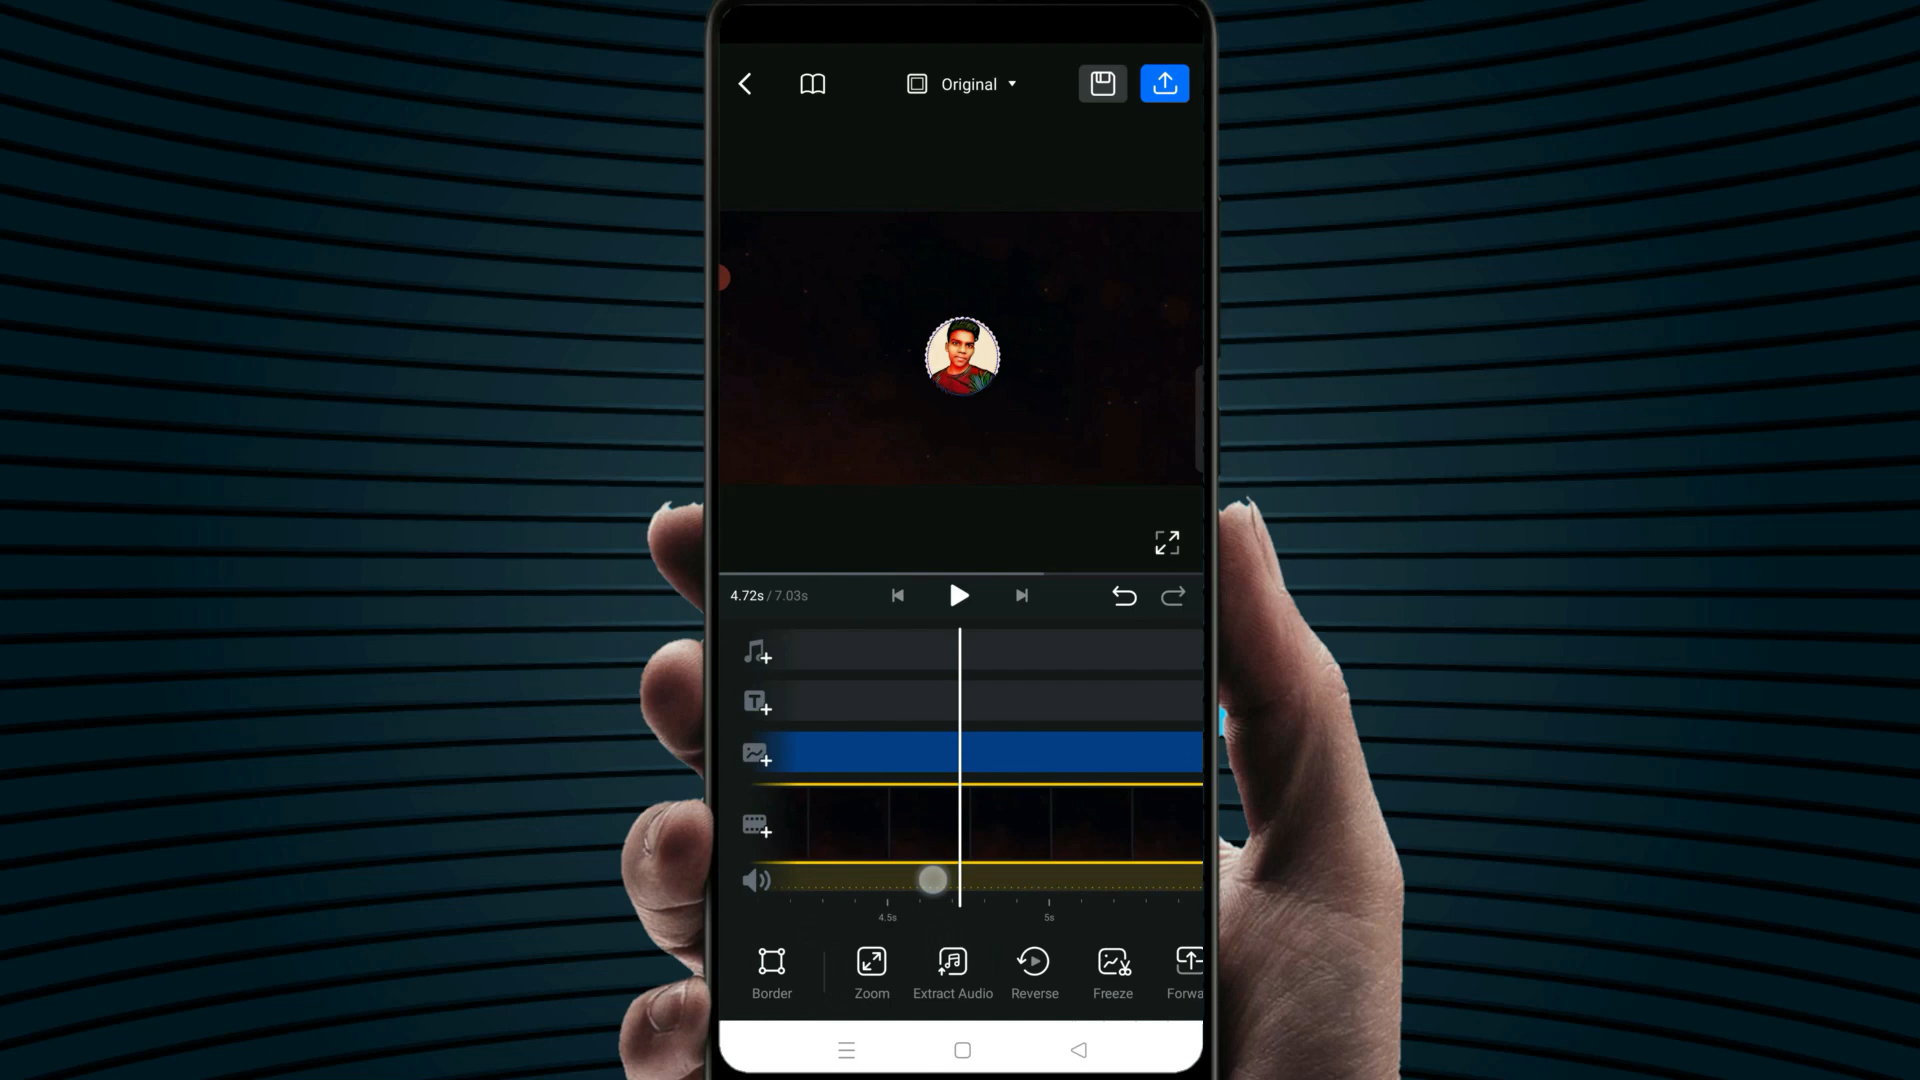 Original
4.72s / 7.03s
T
4.5s 5s
Border Zoom Extract Audio Reverse Freeze Forwa